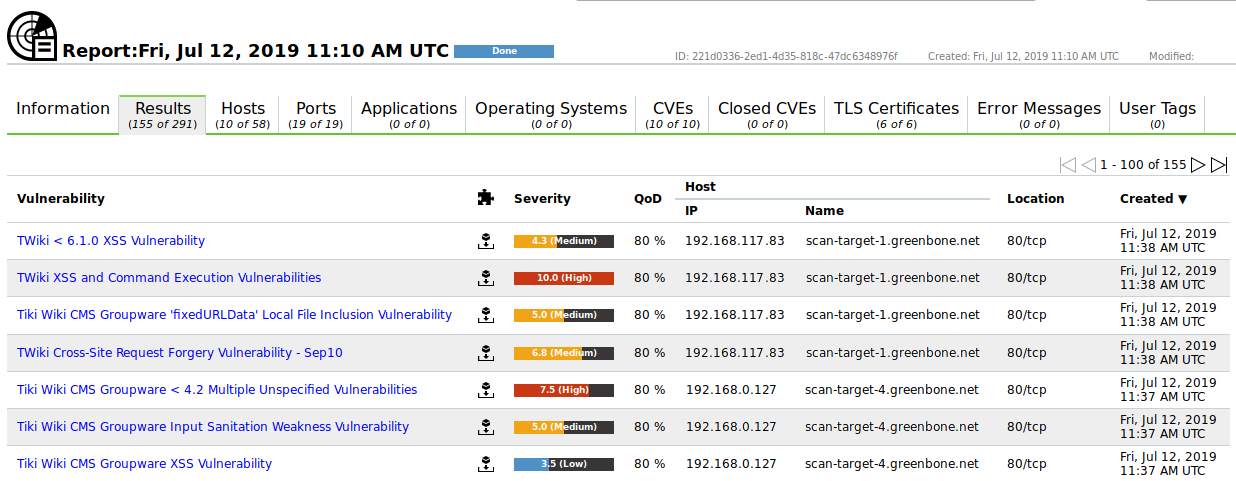 Report:Fri, Jul 12, 2019 11:10 AM UTC Done ID: 221d0336-2ed1-4d35-818c-47dc6348976f Created: Fri, Jul 12, 2019 11:10 AM UTC Modified:
Information Results Hosts Ports Applications Operating Systems CVEs Closed CVEs TLS Certificates Error Messages User Tags
(155 of 291) (10 of 58) (19 of 19) (0 of 0) (0 of 0) (10 of 10) (0 of 0) (6 of 6) (0 of 0) (0)
1 - 100 of 155
Vulnerability Severity QoD Host Location Created ▼
IP Name
TWiki < 6.1.0 XSS Vulnerability 4.3 (Medium) 80 % 192.168.117.83 scan-target-1.greenbone.net 80/tcp Fri, Jul 12, 2019
11:38 AM UTC
TWiki XSS and Command Execution Vulnerabilities 10.0 (High) 80 % 192.168.117.83 scan-target-1.greenbone.net 80/tcp Fri, Jul 12, 2019
11:38 AM UTC
Tiki Wiki CMS Groupware 'fixedURLData' Local File Inclusion Vulnerability 5.0 (Medium) 80 % 192.168.117.83 scan-target-1.greenbone.net 80/tcp Fri, Jul 12, 2019
11:38 AM UTC
TWiki Cross-Site Request Forgery Vulnerability - Sep10 6.8 (Medium) 80 % 192.168.117.83 scan-target-1.greenbone.net 80/tcp Fri, Jul 12, 2019
11:38 AM UTC
Tiki Wiki CMS Groupware < 4.2 Multiple Unspecified Vulnerabilities 7.5 (High) 80 % 192.168.0.127 scan-target-4.greenbone.net 80/tcp Fri, Jul 12, 2019
11:37 AM UTC
Tiki Wiki CMS Groupware Input Sanitation Weakness Vulnerability 5.0 (Medium) 80 % 192.168.0.127 scan-target-4.greenbone.net 80/tcp Fri, Jul 12, 2019
11:37 AM UTC
Tiki Wiki CMS Groupware XSS Vulnerability 3.5 (Low) 80 % 192.168.0.127 scan-target-4.greenbone.net 80/tcp Fri, Jul 12, 2019
11:37 AM UTC